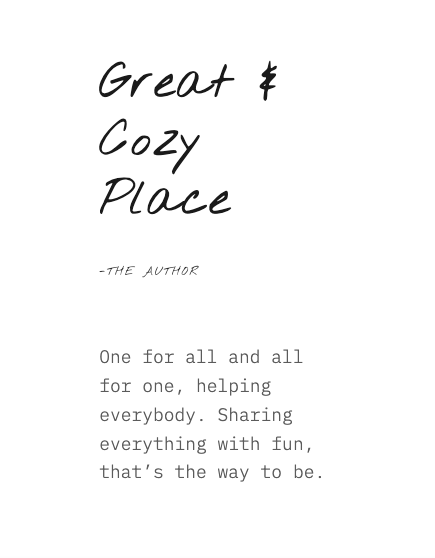 Great &
Cozy
Place
-THE AUTHOR
One for all and all
for one, helping
everybody. Sharing
everything with fun,
that’s the way to be.